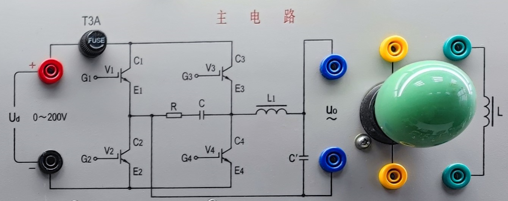 主电路
T3A
FUSE
+
Ud
0～200V
－
G1 V1 C1 E1
G3 V3 C3 E3
R C
L1
G2 V2 C2 E2
G4 V4 C4 E4
C'
u0
～
L